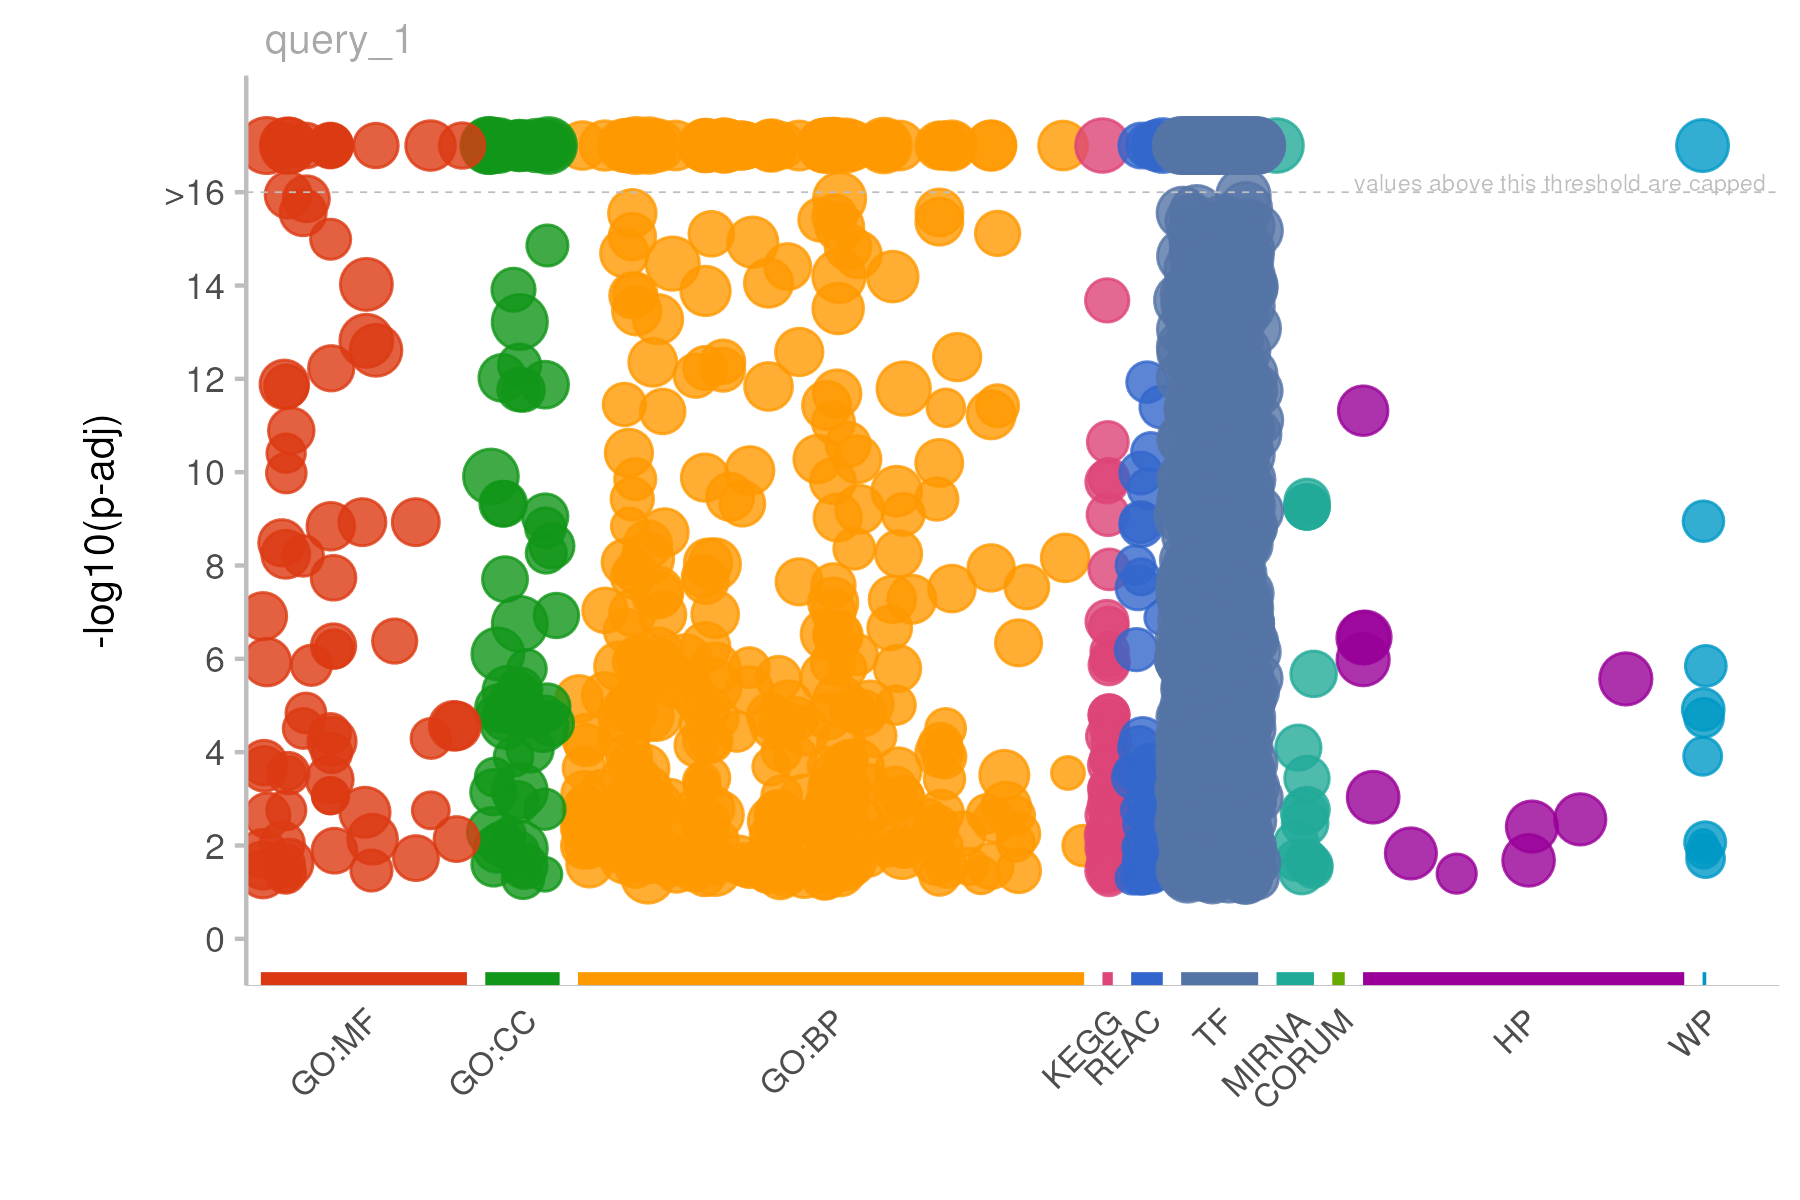 query_1
values above this threshold are capped
>16
14
12
10
8
6
4
2
0
-log10(p-adj)
GO:MF
GO:CC
GO:BP
KEGG
REAC
TF
MIRNA
CORUM
HP
WP